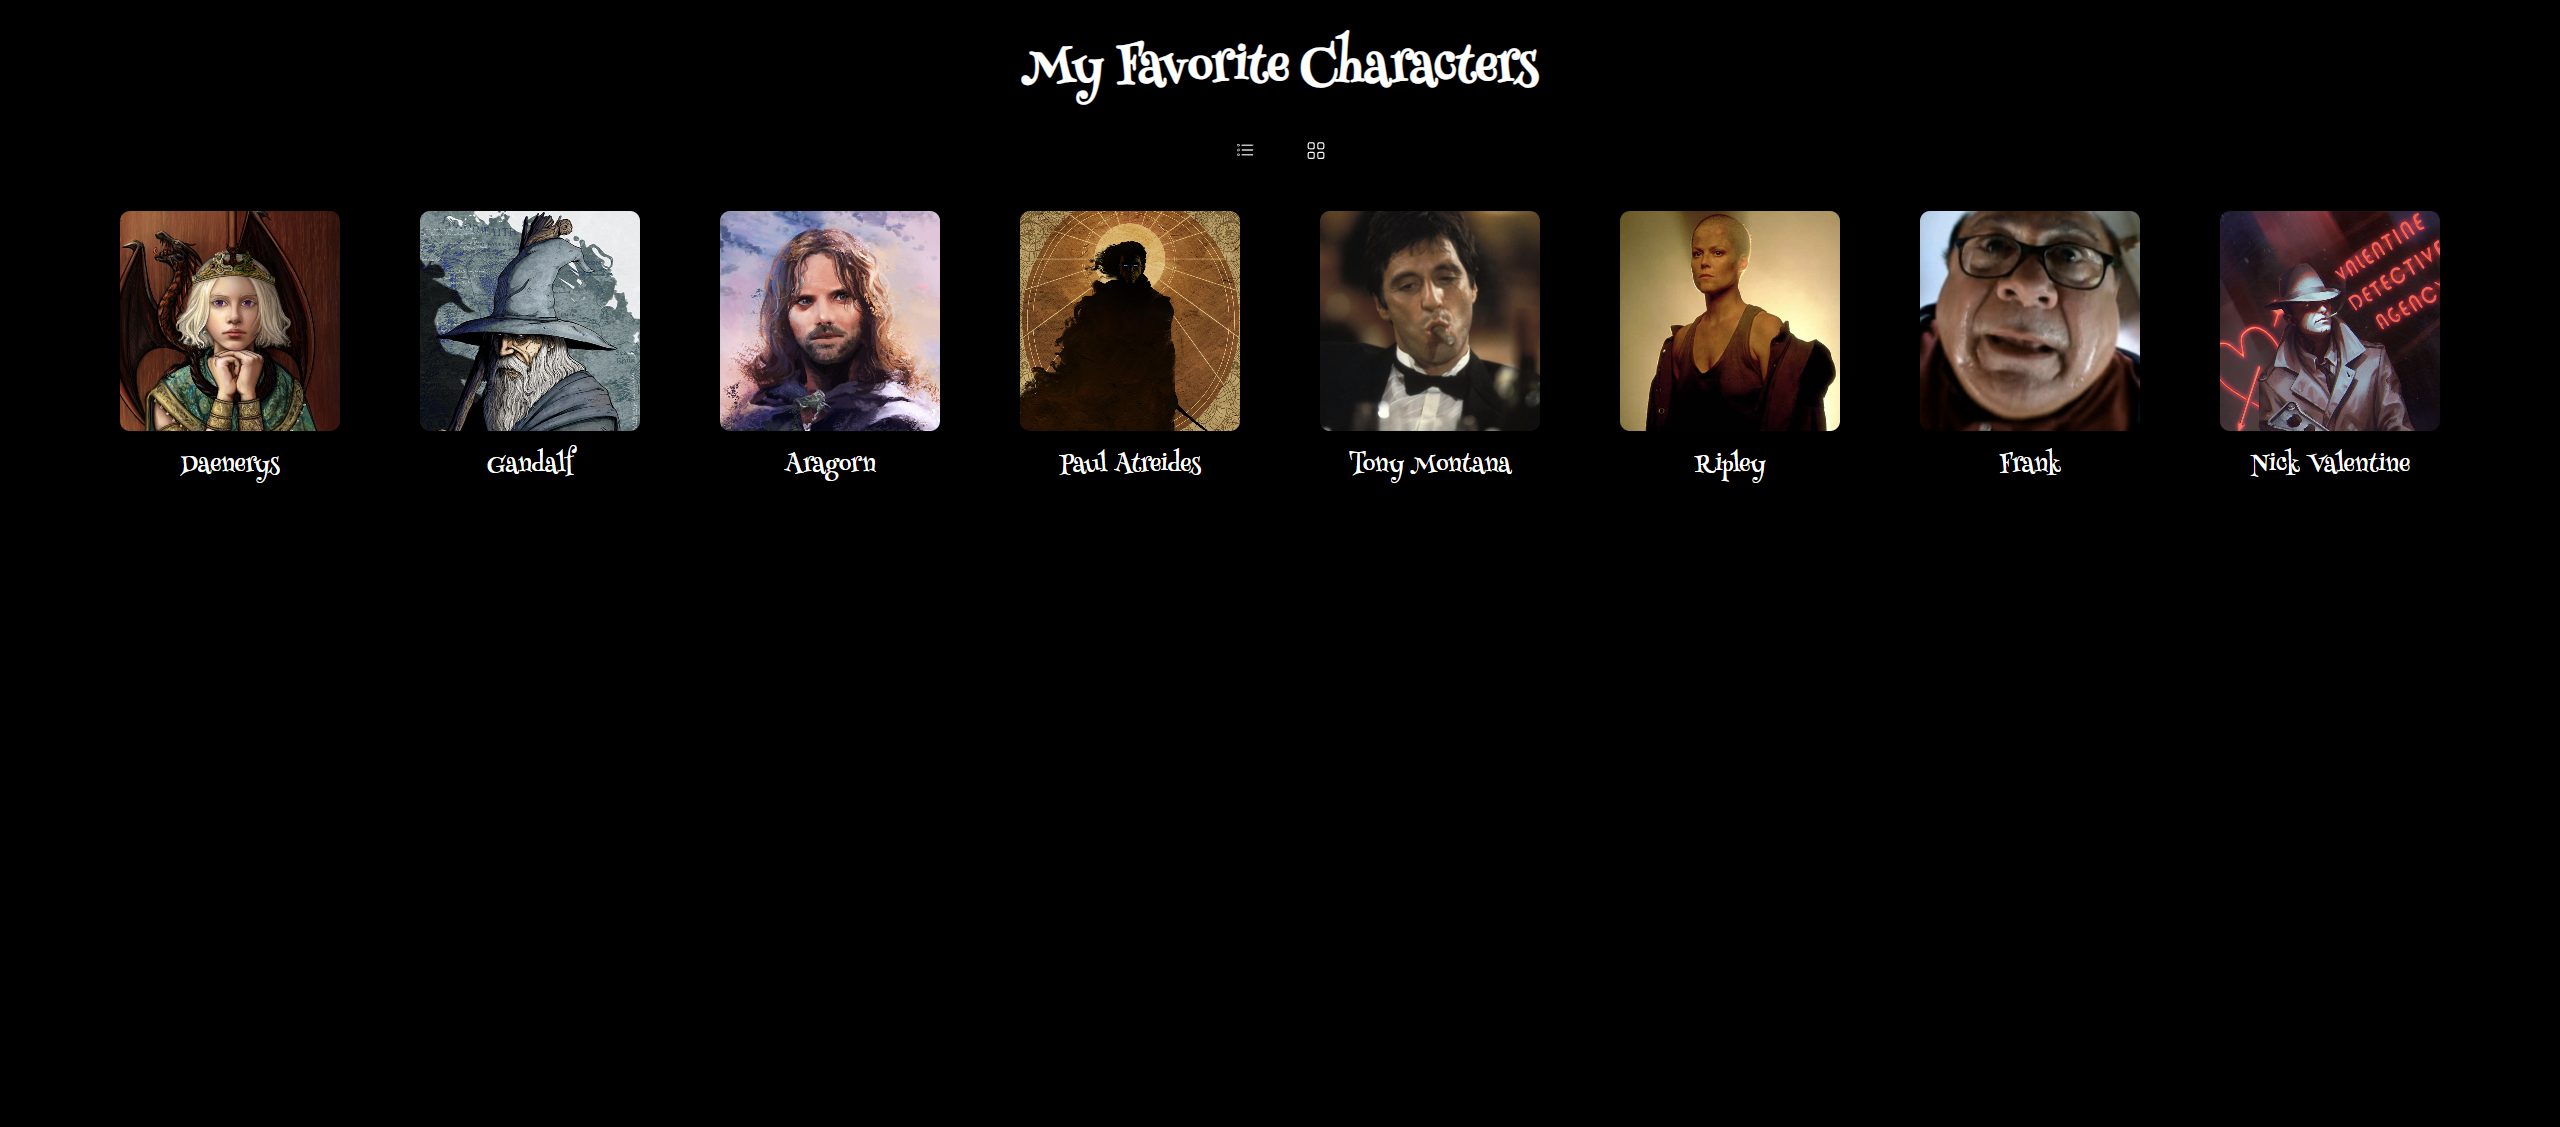 My Favorite Characters
VALENTINE
DETECTIVE
AGENCY
Daenerys
Gandalf
Aragorn
Paul Atreides
Tony Montana
Ripley
Frank
Nick Valentine